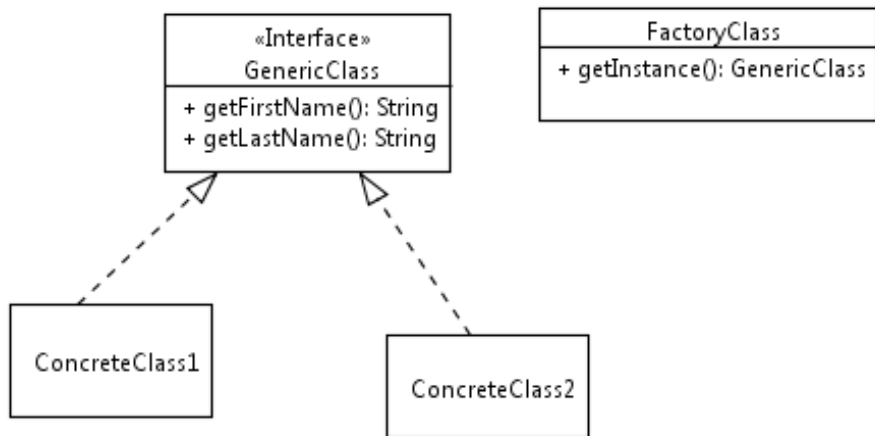 «Interface»
GenericClass
+ getFirstName(): String
+ getLastName(): String
FactoryClass
+ getInstance(): GenericClass
ConcreteClass1
ConcreteClass2